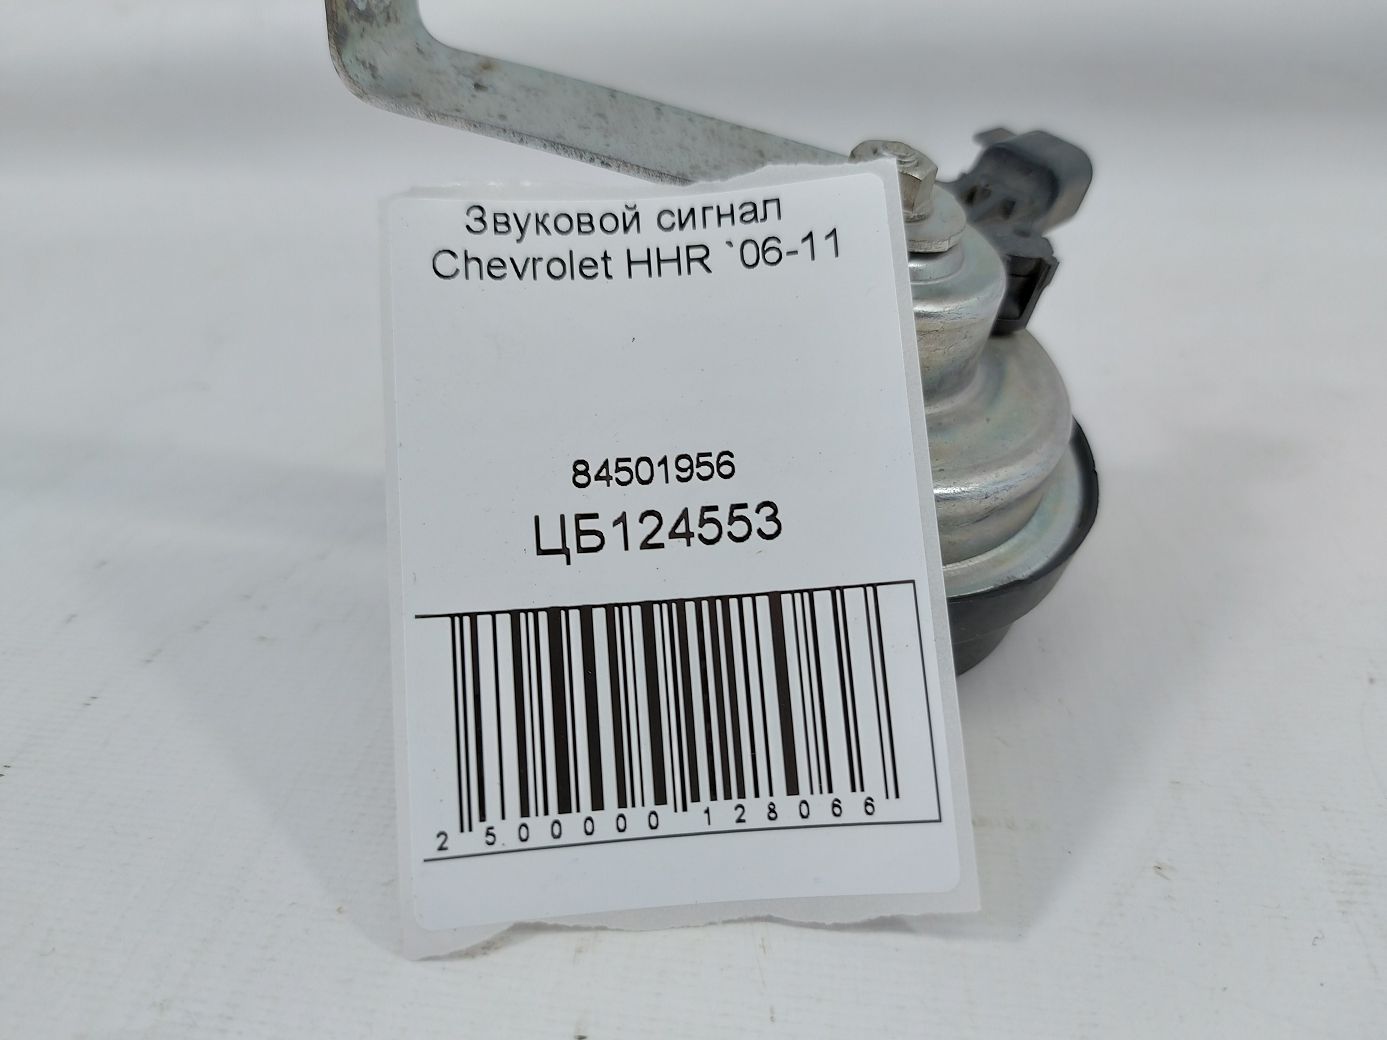 Звуковой сигнал
Chevrolet HHR `06-11
84501956
ЦБ124553
2 500000 128066